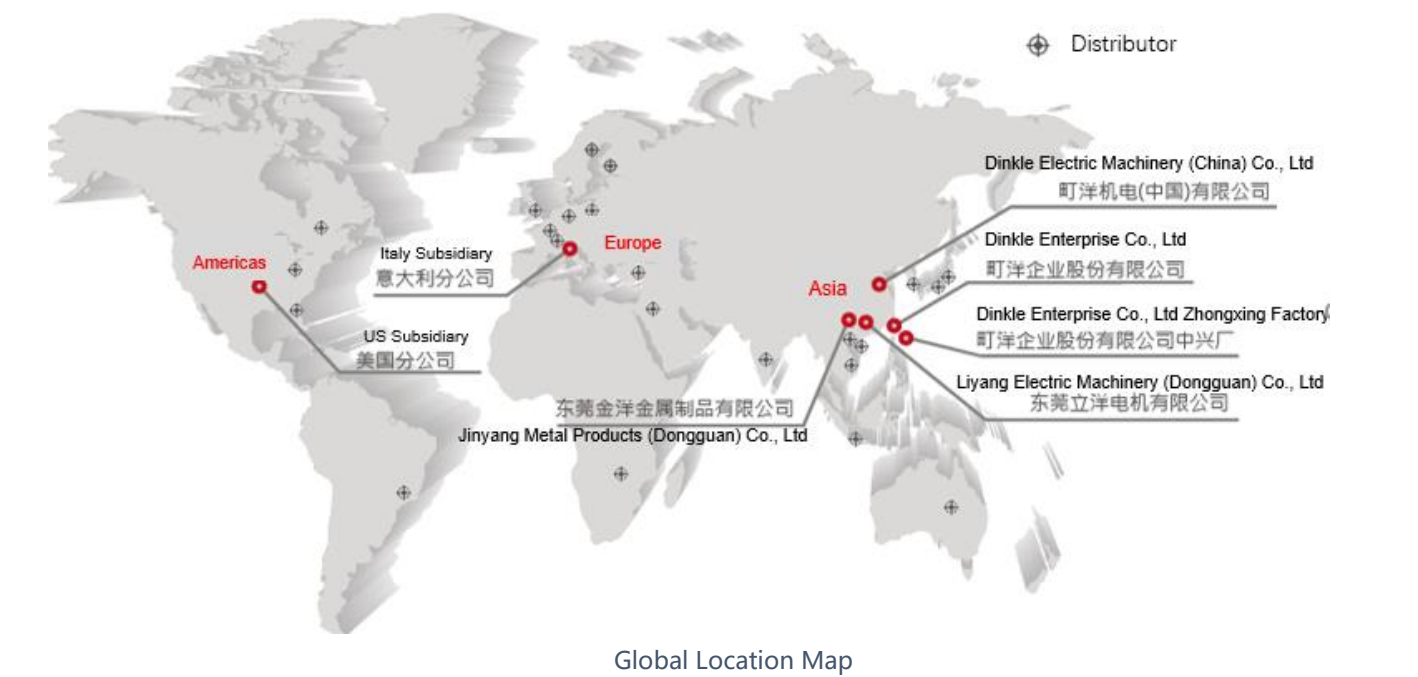 Distributor
Dinkle Electric Machinery (China) Co., Ltd
町洋机电(中国)有限公司
Dinkle Enterprise Co., Ltd
町洋企业股份有限公司
Americas
Italy Subsidiary
意大利分公司
Europe
Asia
Dinkle Enterprise Co., Ltd Zhongxing Factory
町洋企业股份有限公司中兴厂
US Subsidiary
美国分公司
Liyang Electric Machinery (Dongguan) Co., Ltd
东莞立洋电机有限公司
东莞金洋金属制品有限公司
Jinyang Metal Products (Dongguan) Co., Ltd
Global Location Map